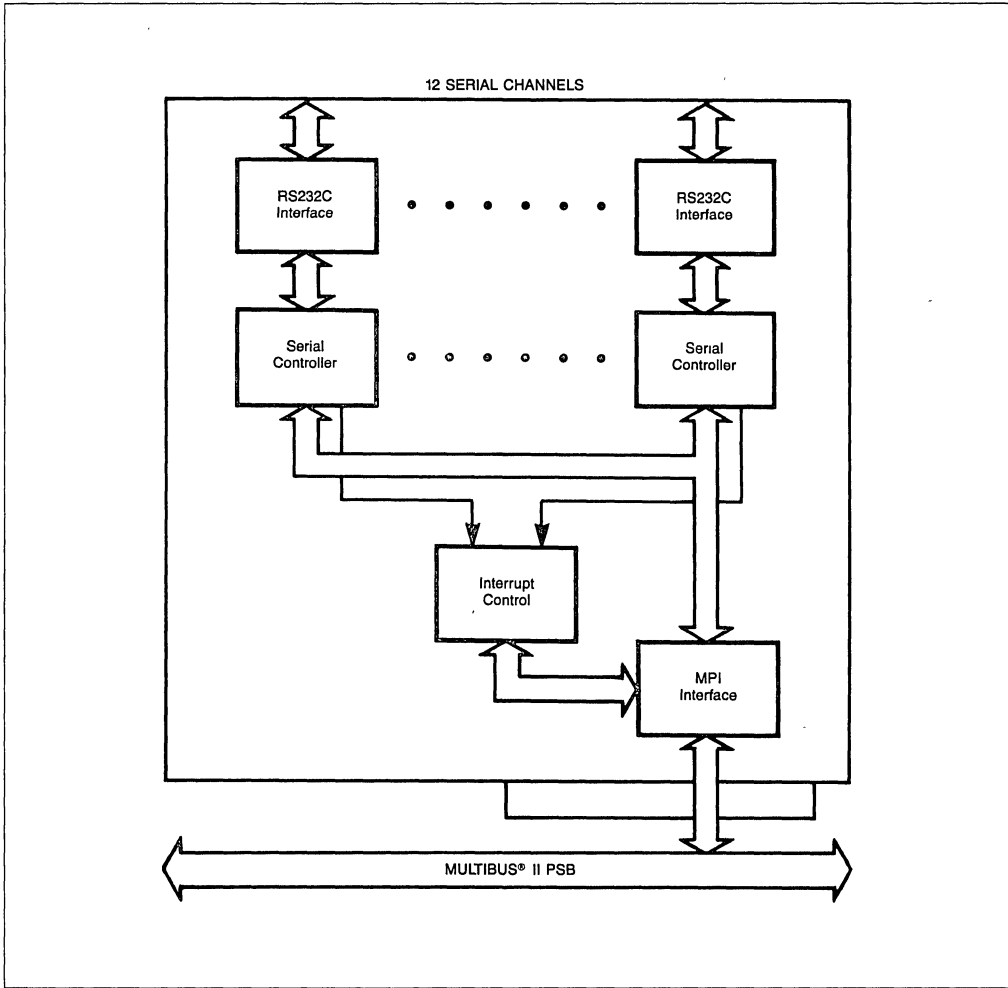 12 SERIAL CHANNELS
RS232C
Interface
RS232C
Interface
Serial
Controller
Serial
Controller
Interrupt
Control
MPI
Interface
MULTIBUS® II PSB